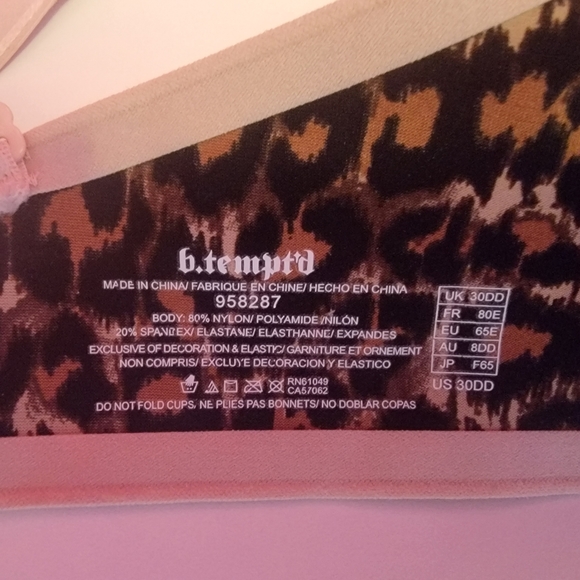 b.tempt'd
MADE IN CHINA/ FABRIQUE EN CHINE/ HECHO EN CHINA
958287
BODY: 80% NYLON/ POLYAMIDE /NILÓN
20% SPANDEX/ ELASTANE/ ELASTHANNE/ EXPANDES
EXCLUSIVE OF DECORATION & ELASTIC/ GARNITURE ET ORNEMENT
NON COMPRIS/ EXCLUYE DECORACION Y ELASTICO
RN61049
CA57062
DO NOT FOLD CUPS, NE PLIES PAS BONNETS/ NO DOBLAR COPAS
UK 30DD
FR 80E
EU 65E
AU 8DD
JP F65
US 30DD